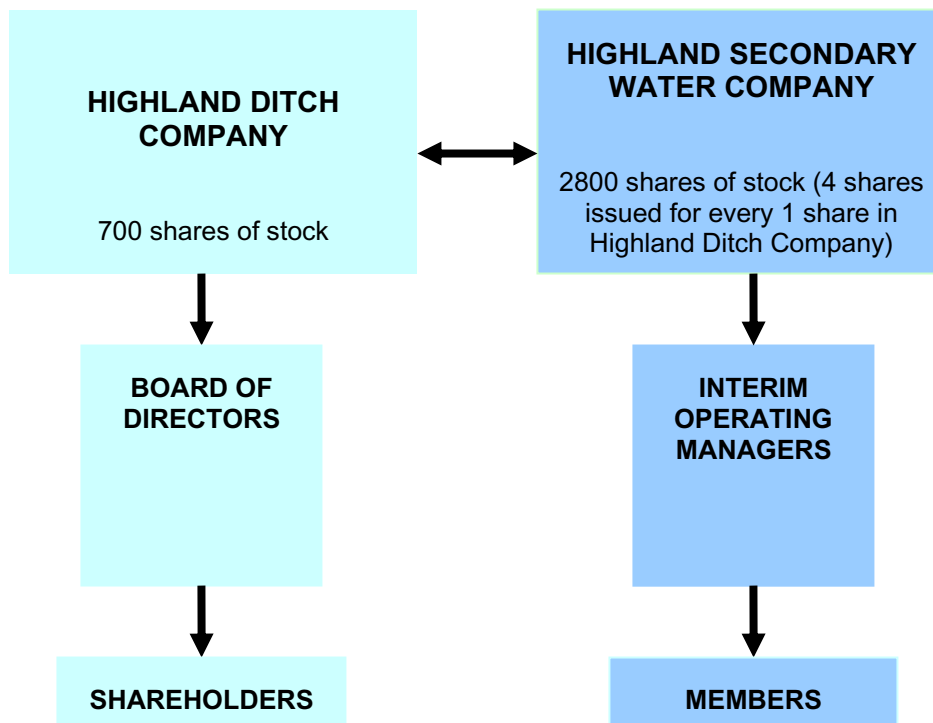 HIGHLAND DITCH
COMPANY
700 shares of stock
HIGHLAND SECONDARY
WATER COMPANY
2800 shares of stock (4 shares
issued for every 1 share in
Highland Ditch Company)
BOARD OF
DIRECTORS
INTERIM
OPERATING
MANAGERS
SHAREHOLDERS
MEMBERS